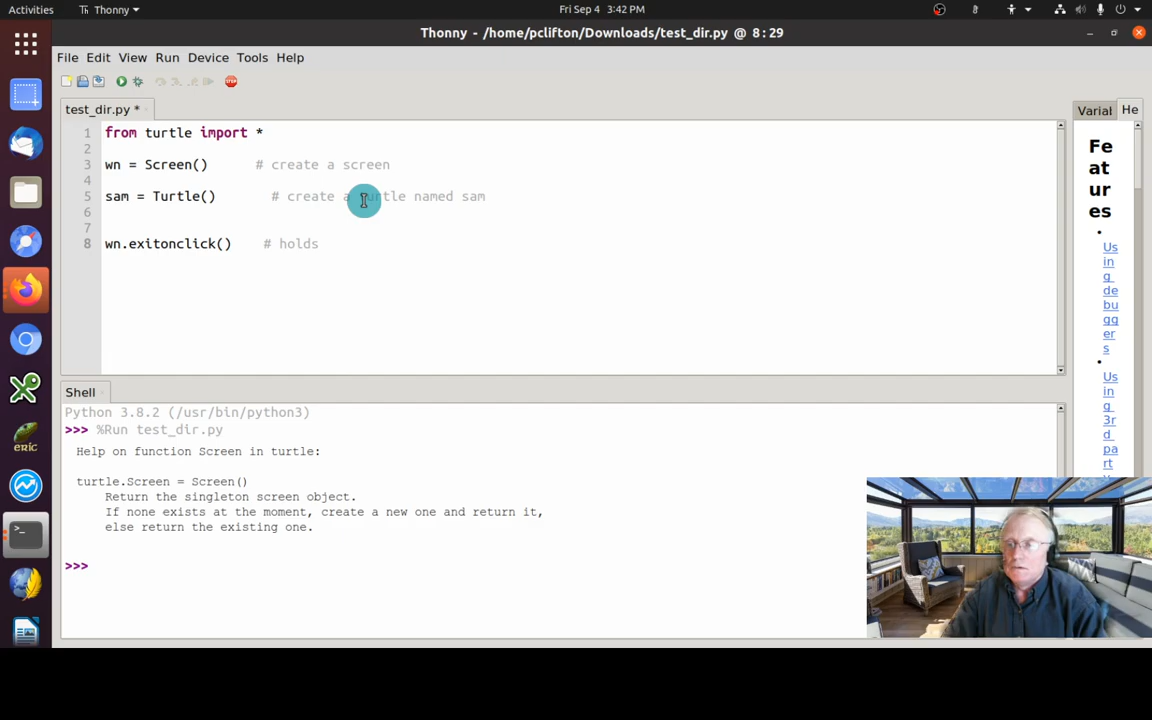 Activities
Thonny
Fri Sep 4 3:42 PM
Thonny - /home/pclifton/Downloads/test_dir.py @ 8:29
File Edit View Run Device Tools Help
STOP
test_dir.py *
1 from turtle import *
2
3 wn = Screen() # create a screen
4
5 sam = Turtle() # create a turtle named sam
6
7
8 wn.exitonclick() # holds
Variab
He
Fe
at
ur
es
Us
in
g
de
bu
gg
er
s
Us
in
g
3r
d
pa
rt
Shell
Python 3.8.2 (/usr/bin/python3)
>>> %Run test_dir.py
Help on function Screen in turtle:
turtle.Screen = Screen()
Return the singleton screen object.
If none exists at the moment, create a new one and return it,
else return the existing one.
>>>
eric